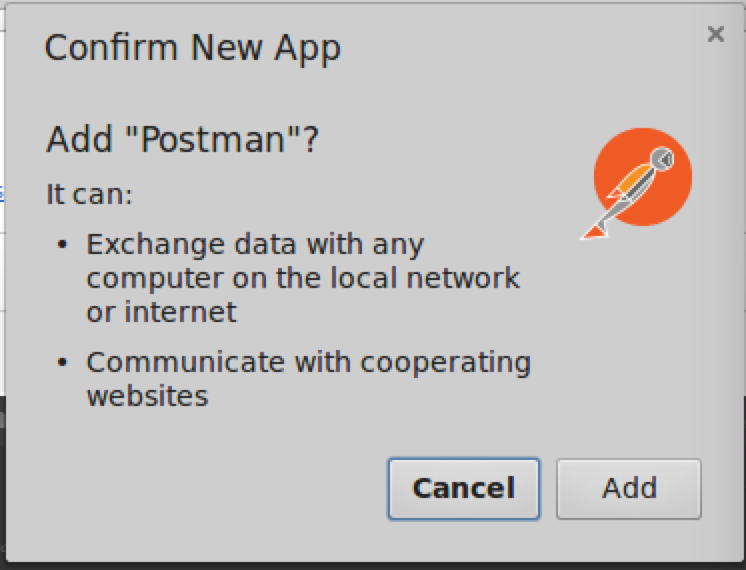 Confirm New App
×
Add "Postman"?
It can:
• Exchange data with any
computer on the local network
or internet
• Communicate with cooperating
websites
Cancel
Add